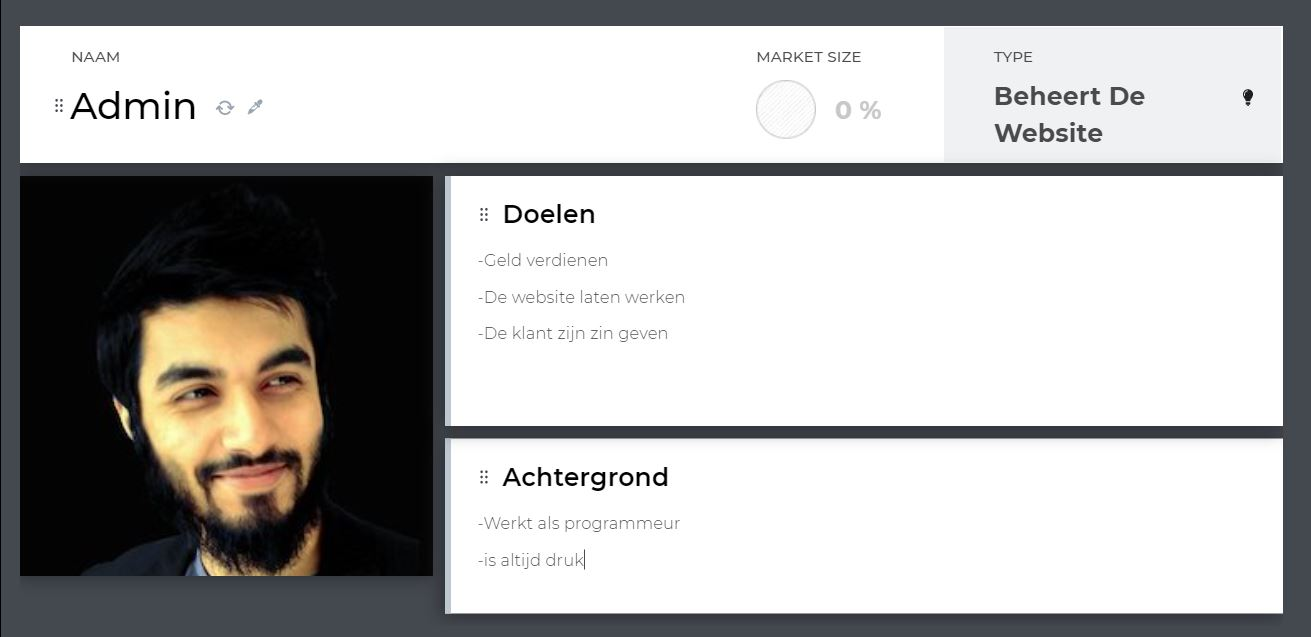 NAAM
Admin
MARKET SIZE
0 %
TYPE
Beheert De
Website
Doelen
-Geld verdienen
-De website laten werken
-De klant zijn zin geven
Achtergrond
-Werkt als programmeur
-is altijd druk